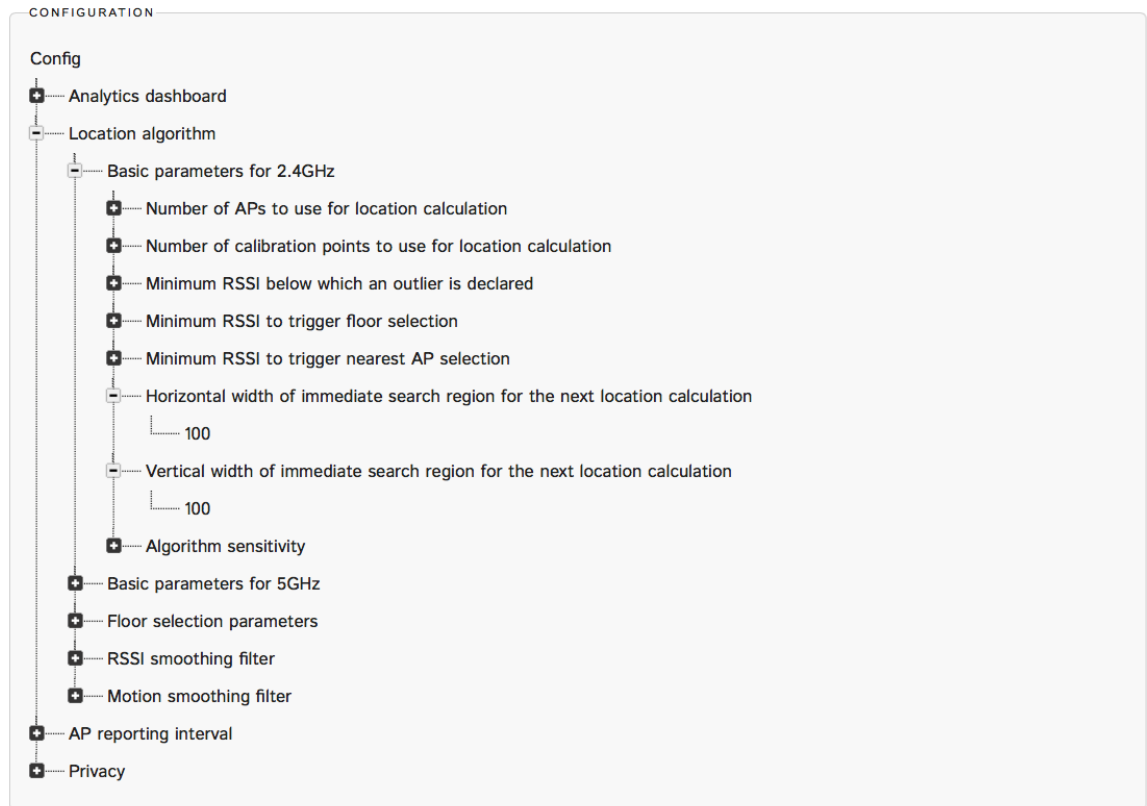 CONFIGURATION
Config
Analytics dashboard
Location algorithm
Basic parameters for 2.4GHz
Number of APs to use for location calculation
Number of calibration points to use for location calculation
Minimum RSSI below which an outlier is declared
Minimum RSSI to trigger floor selection
Minimum RSSI to trigger nearest AP selection
Horizontal width of immediate search region for the next location calculation
100
Vertical width of immediate search region for the next location calculation
100
Algorithm sensitivity
Basic parameters for 5GHz
Floor selection parameters
RSSI smoothing filter
Motion smoothing filter
AP reporting interval
Privacy